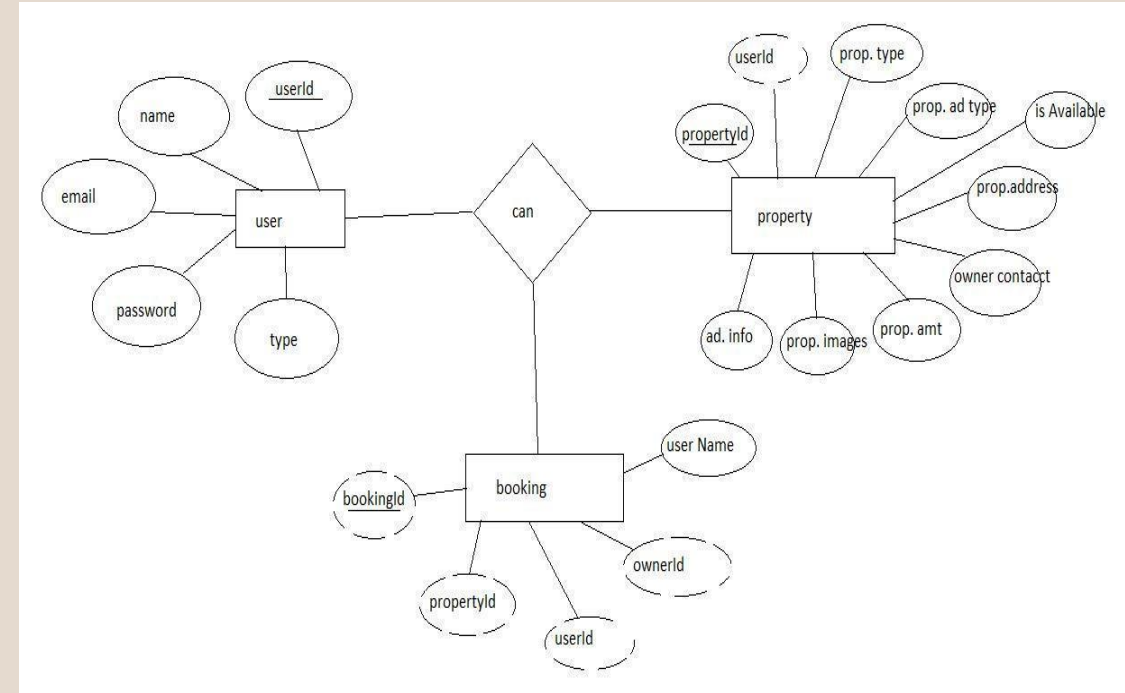 userId
prop. type
userId
name
prop. ad type
is Available
propertyId
email
prop.address
user
can
property
owner contacct
password
type
ad. info
prop. images
prop. amt
user Name
bookingId
booking
ownerId
propertyId
userId